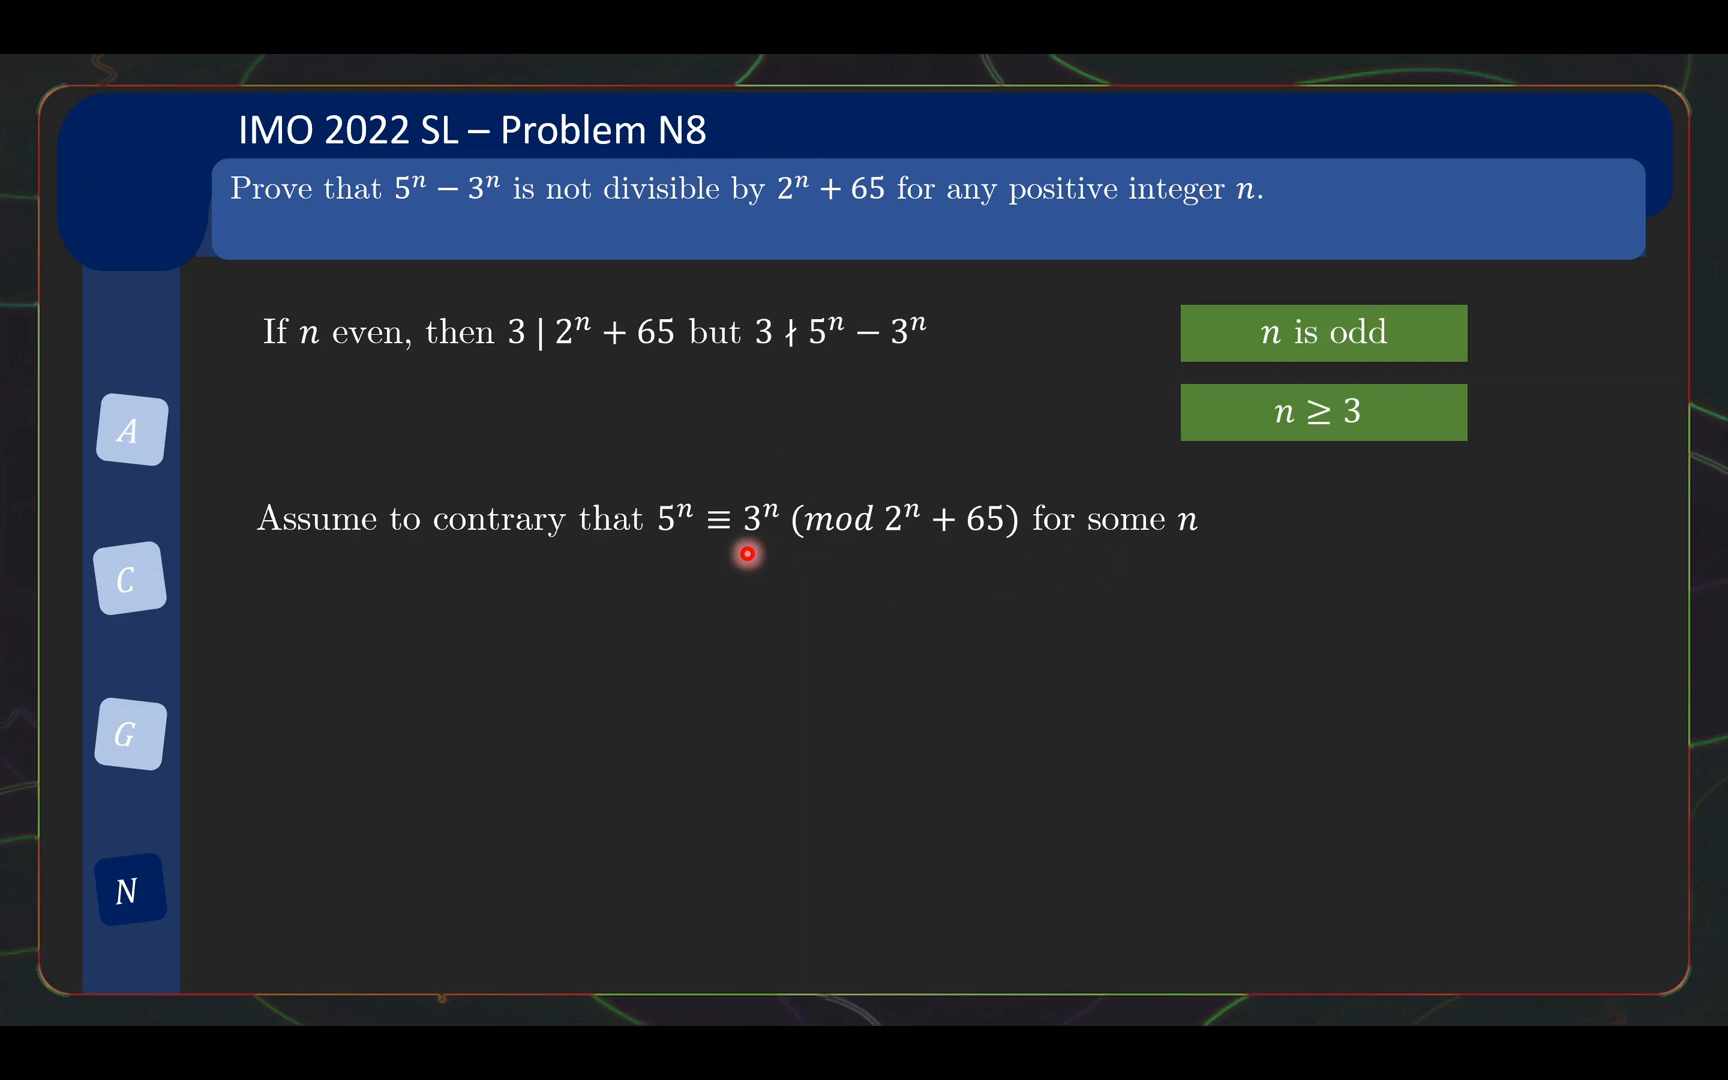 IMO 2022 SL – Problem N8
Prove that 5ⁿ − 3ⁿ is not divisible by 2ⁿ + 65 for any positive integer n.
If n even, then 3 | 2ⁿ + 65 but 3 ∤ 5ⁿ − 3ⁿ
n is odd
n ≥ 3
A
Assume to contrary that 5ⁿ ≡ 3ⁿ (mod 2ⁿ + 65) for some n
C
G
N